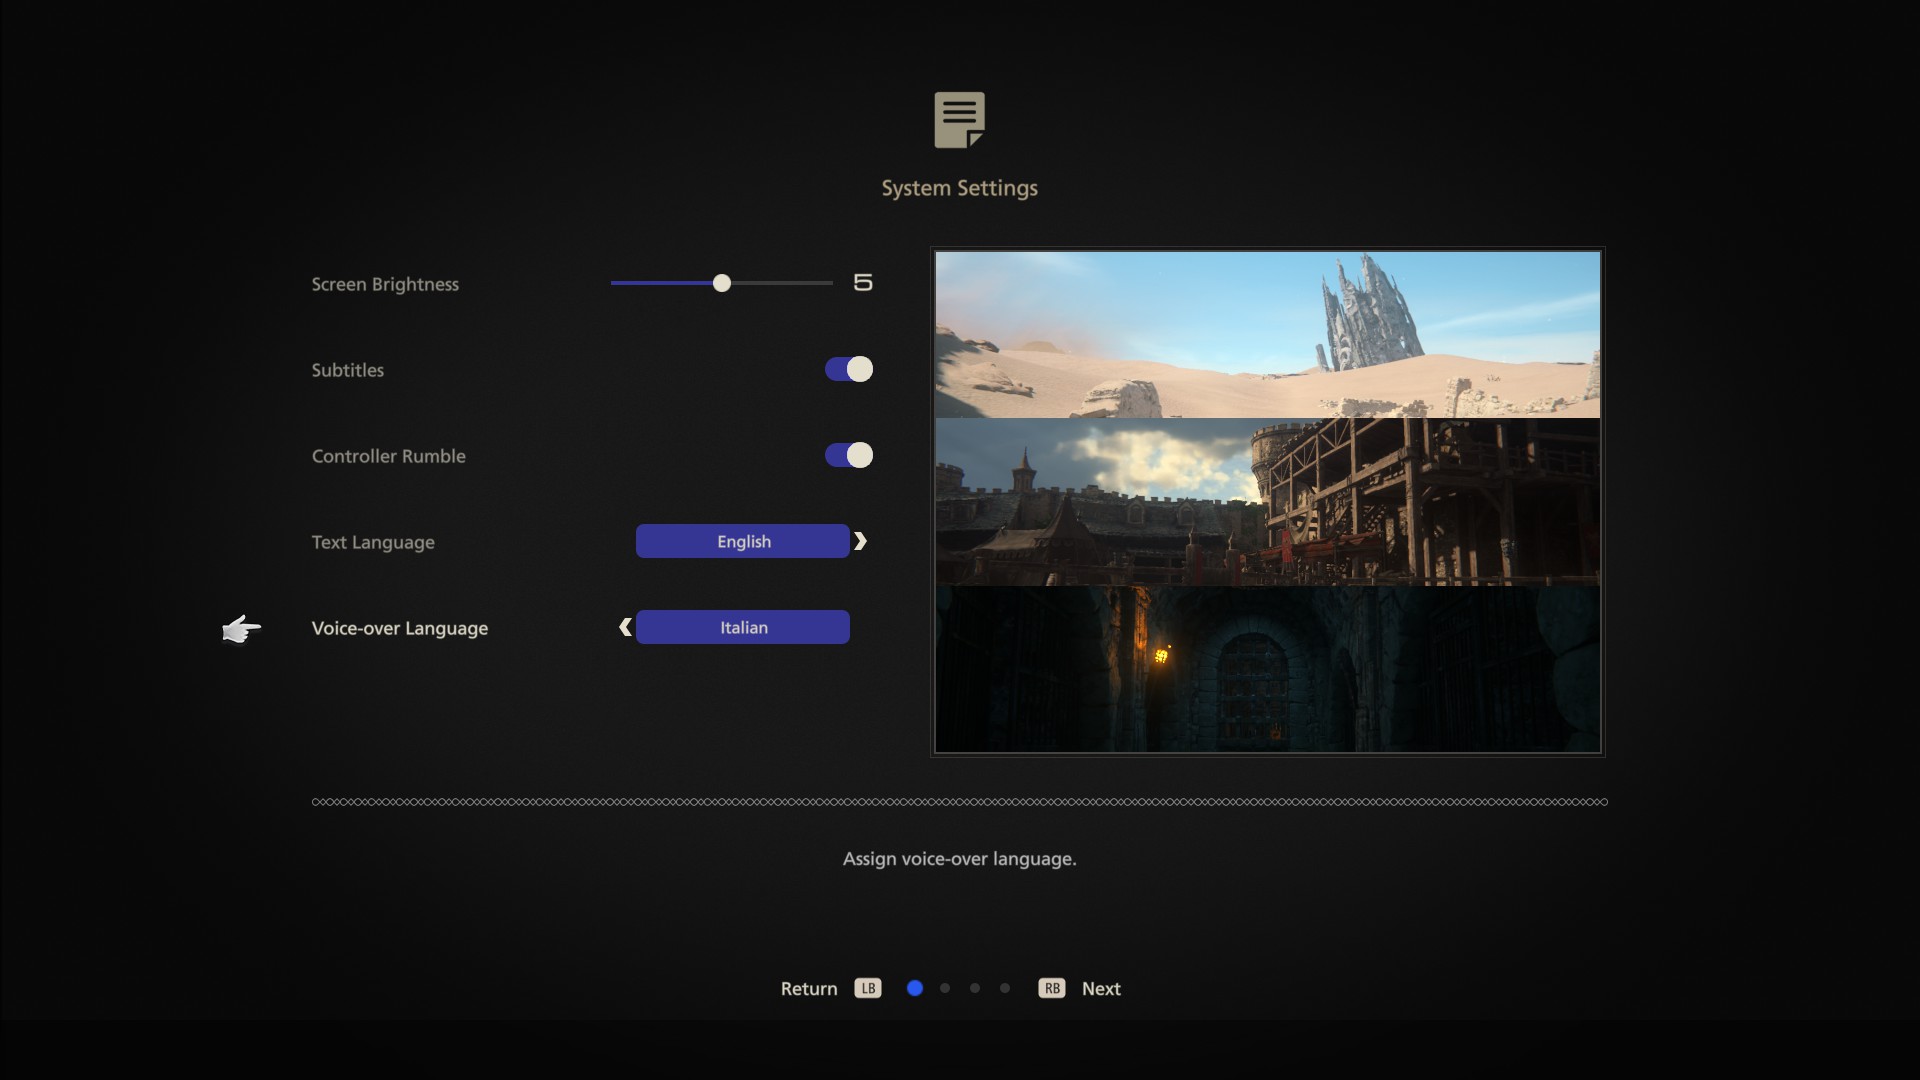 System Settings
Screen Brightness 5
Subtitles
Controller Rumble
Text Language English
Voice-over Language Italian
Assign voice-over language.
Return LB RB Next